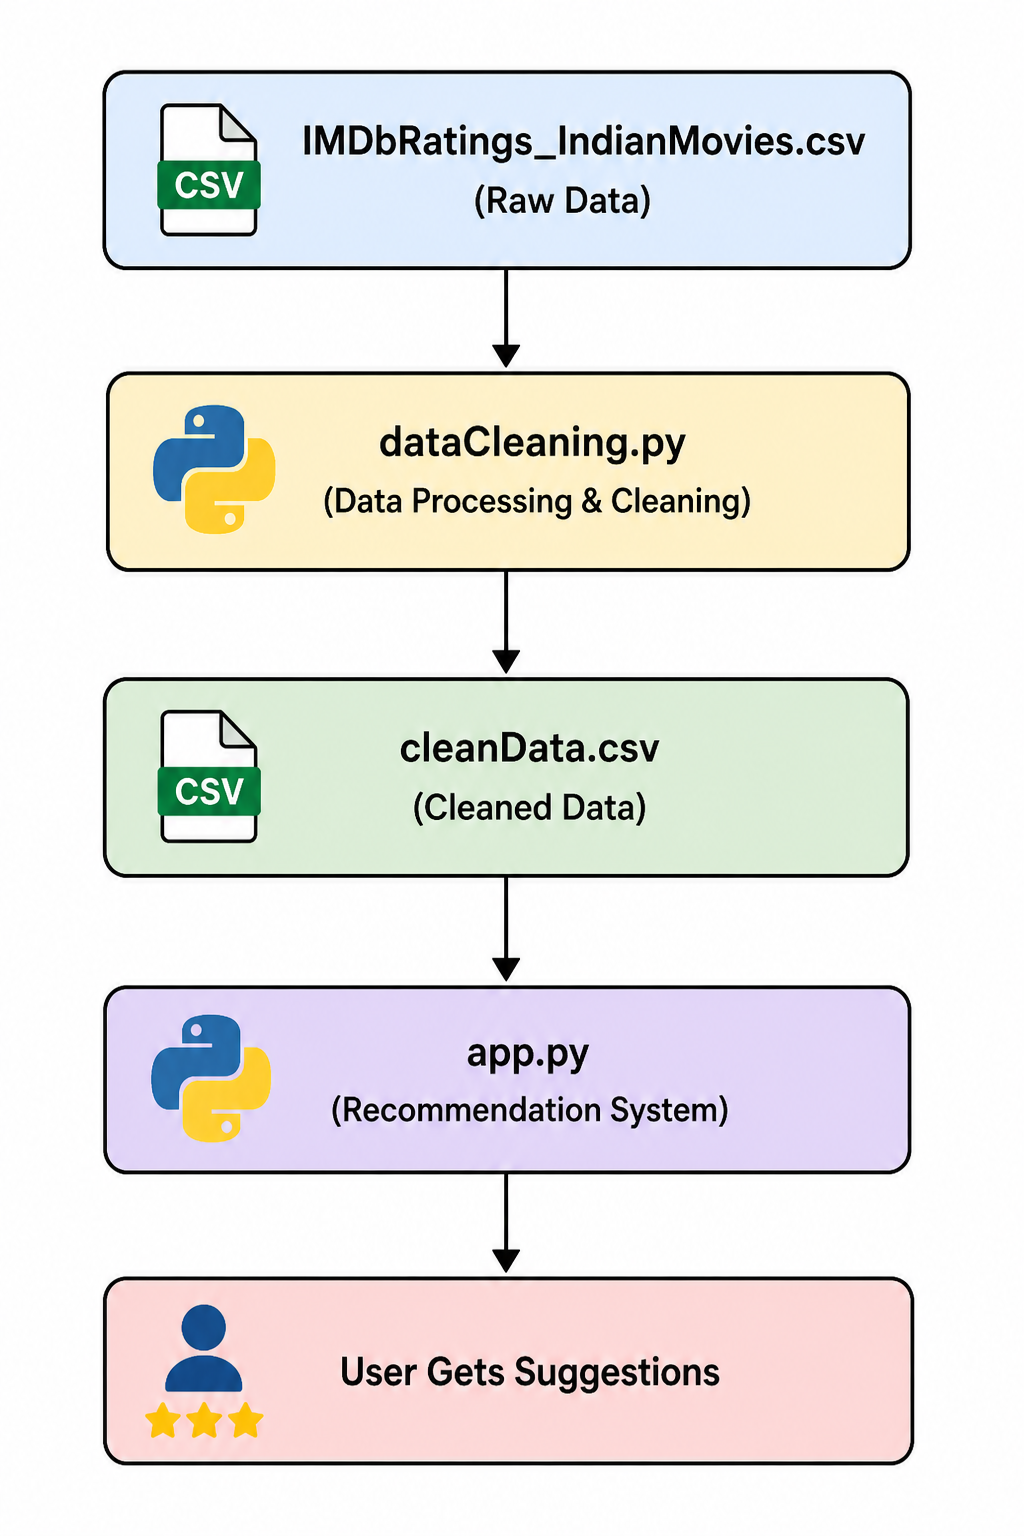 IMDbRatings_IndianMovies.csv
CSV
(Raw Data)
dataCleaning.py
(Data Processing & Cleaning)
cleanData.csv
CSV
(Cleaned Data)
app.py
(Recommendation System)
User Gets Suggestions